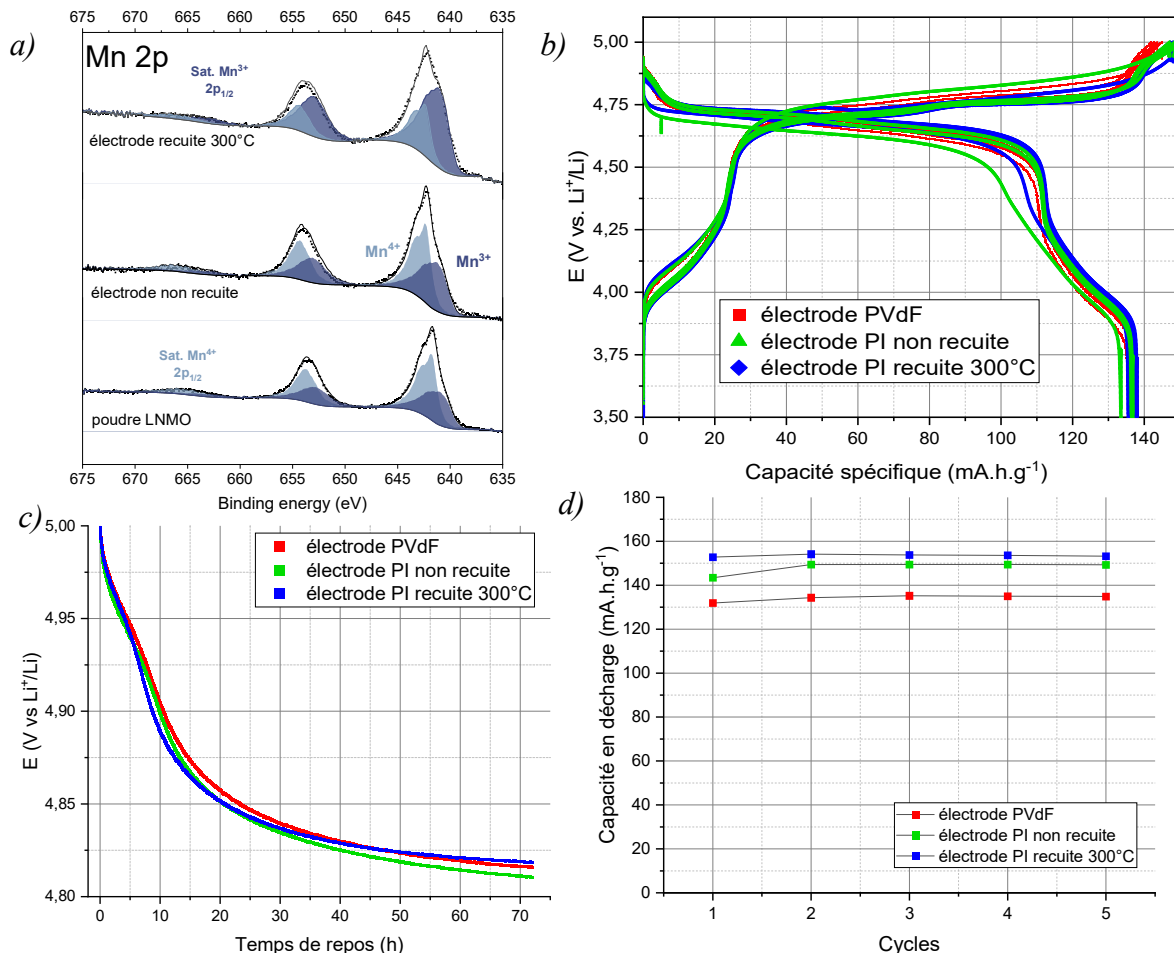 a)
675 670 665 660 655 650 645 640 635
Mn 2p
Sat. Mn³⁺
2p₁/₂
électrode recuite 300°C
Mn⁴⁺
Mn³⁺
électrode non recuite
Sat. Mn⁴⁺
2p₁/₂
poudre LNMO
675 670 665 660 655 650 645 640 635
Binding energy (eV)
b)
E (V vs. Li⁺/Li)
5,00
4,75
4,50
4,25
4,00
3,75
3,50
électrode PVdF
électrode PI non recuite
électrode PI recuite 300°C
0 20 40 60 80 100 120 140
Capacité spécifique (mA.h.g⁻¹)
c)
E (V vs Li⁺/Li)
5,00
4,95
4,90
4,85
4,80
électrode PVdF
électrode PI non recuite
électrode PI recuite 300°C
0 10 20 30 40 50 60 70
Temps de repos (h)
d)
Capacité en décharge (mA.h.g⁻¹)
180
160
140
120
100
80
60
40
20
0
électrode PVdF
électrode PI non recuite
électrode PI recuite 300°C
1 2 3 4 5
Cycles